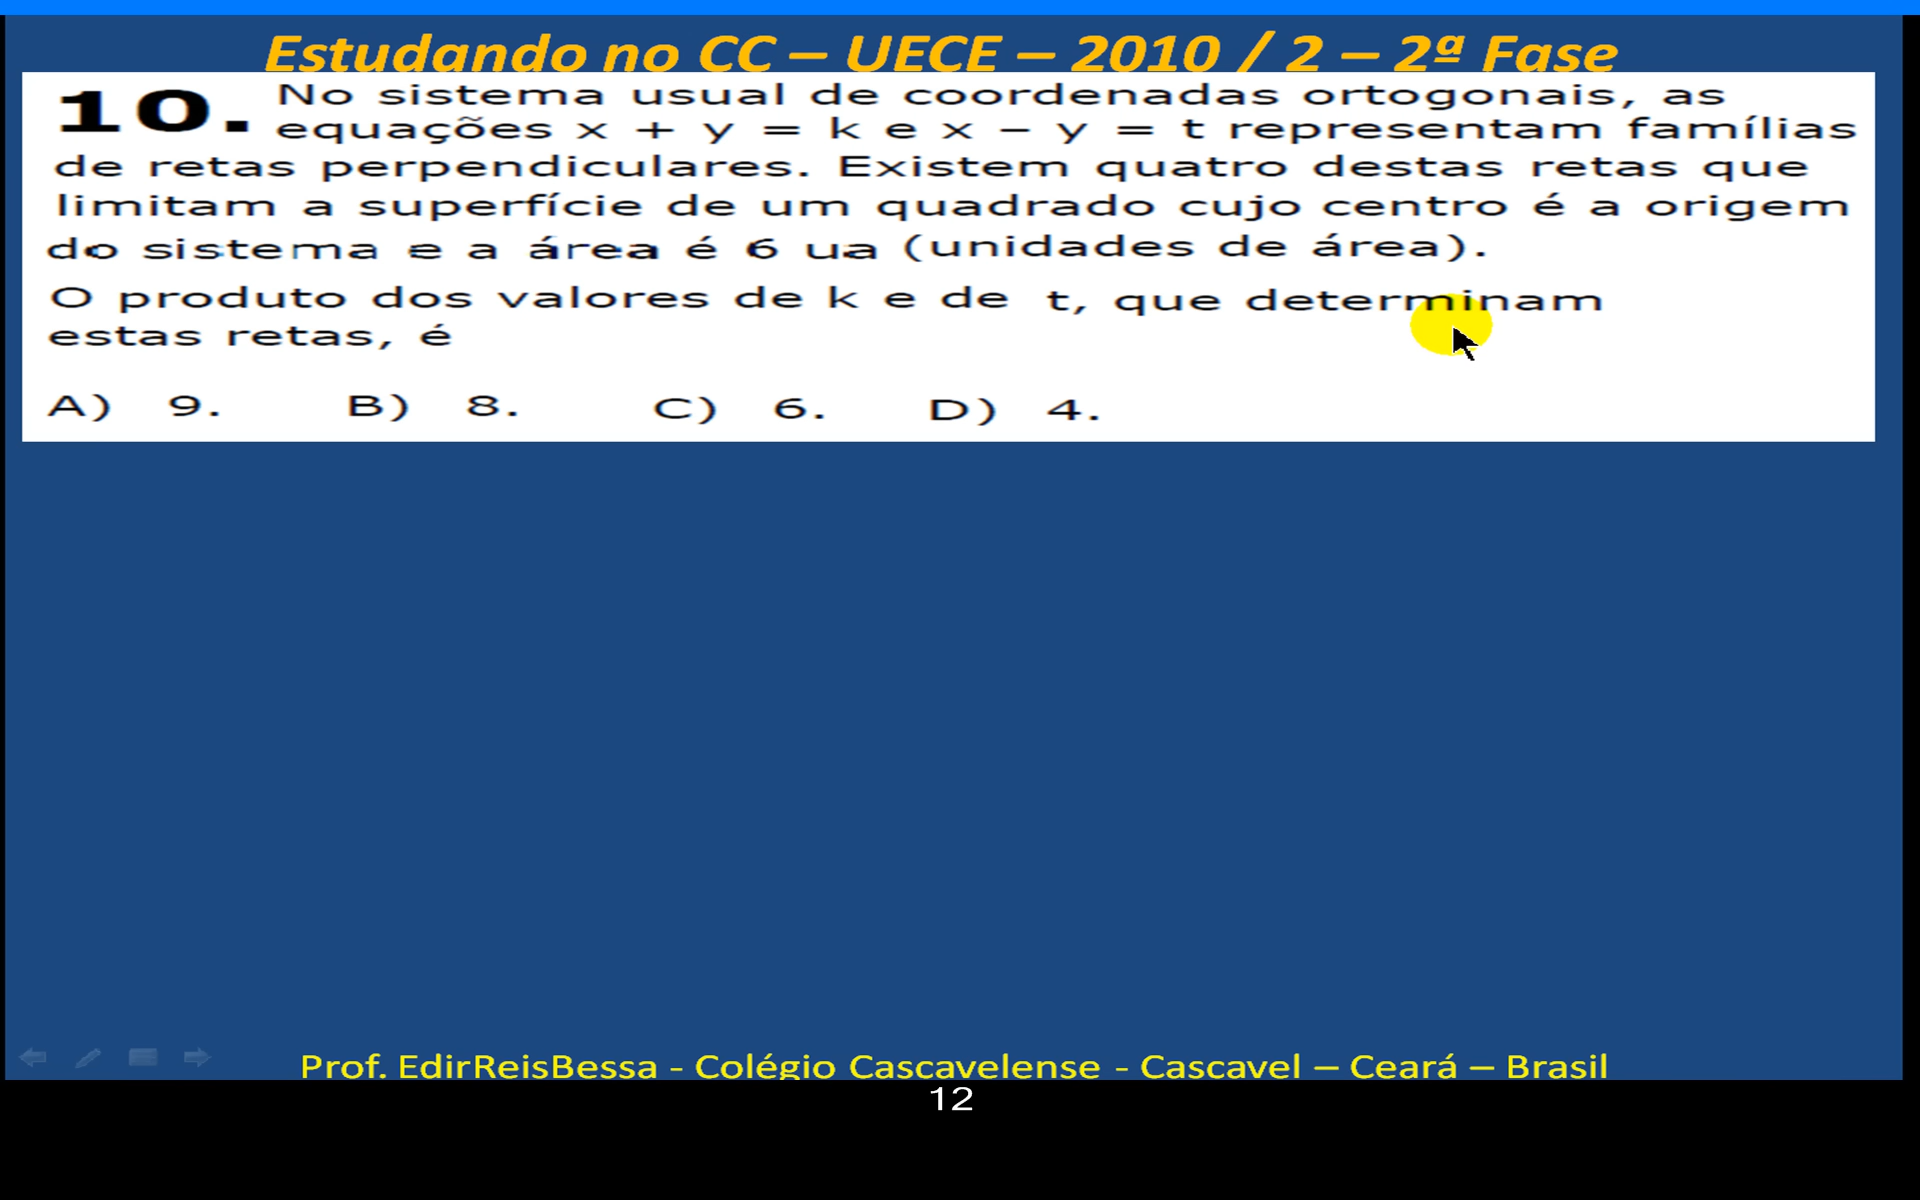 Estudando no CC – UECE – 2010 / 2 – 2ª Fase
10. No sistema usual de coordenadas ortogonais, as
equações x + y = k e x – y = t representam famílias
de retas perpendiculares. Existem quatro destas retas que
limitam a superfície de um quadrado cujo centro é a origem
do sistema e a área é 6 ua (unidades de área).
O produto dos valores de k e de t, que determinam
estas retas, é
A) 9. B) 8. C) 6. D) 4.
Prof. EdirReisBessa - Colégio Cascavelense - Cascavel – Ceará – Brasil
12